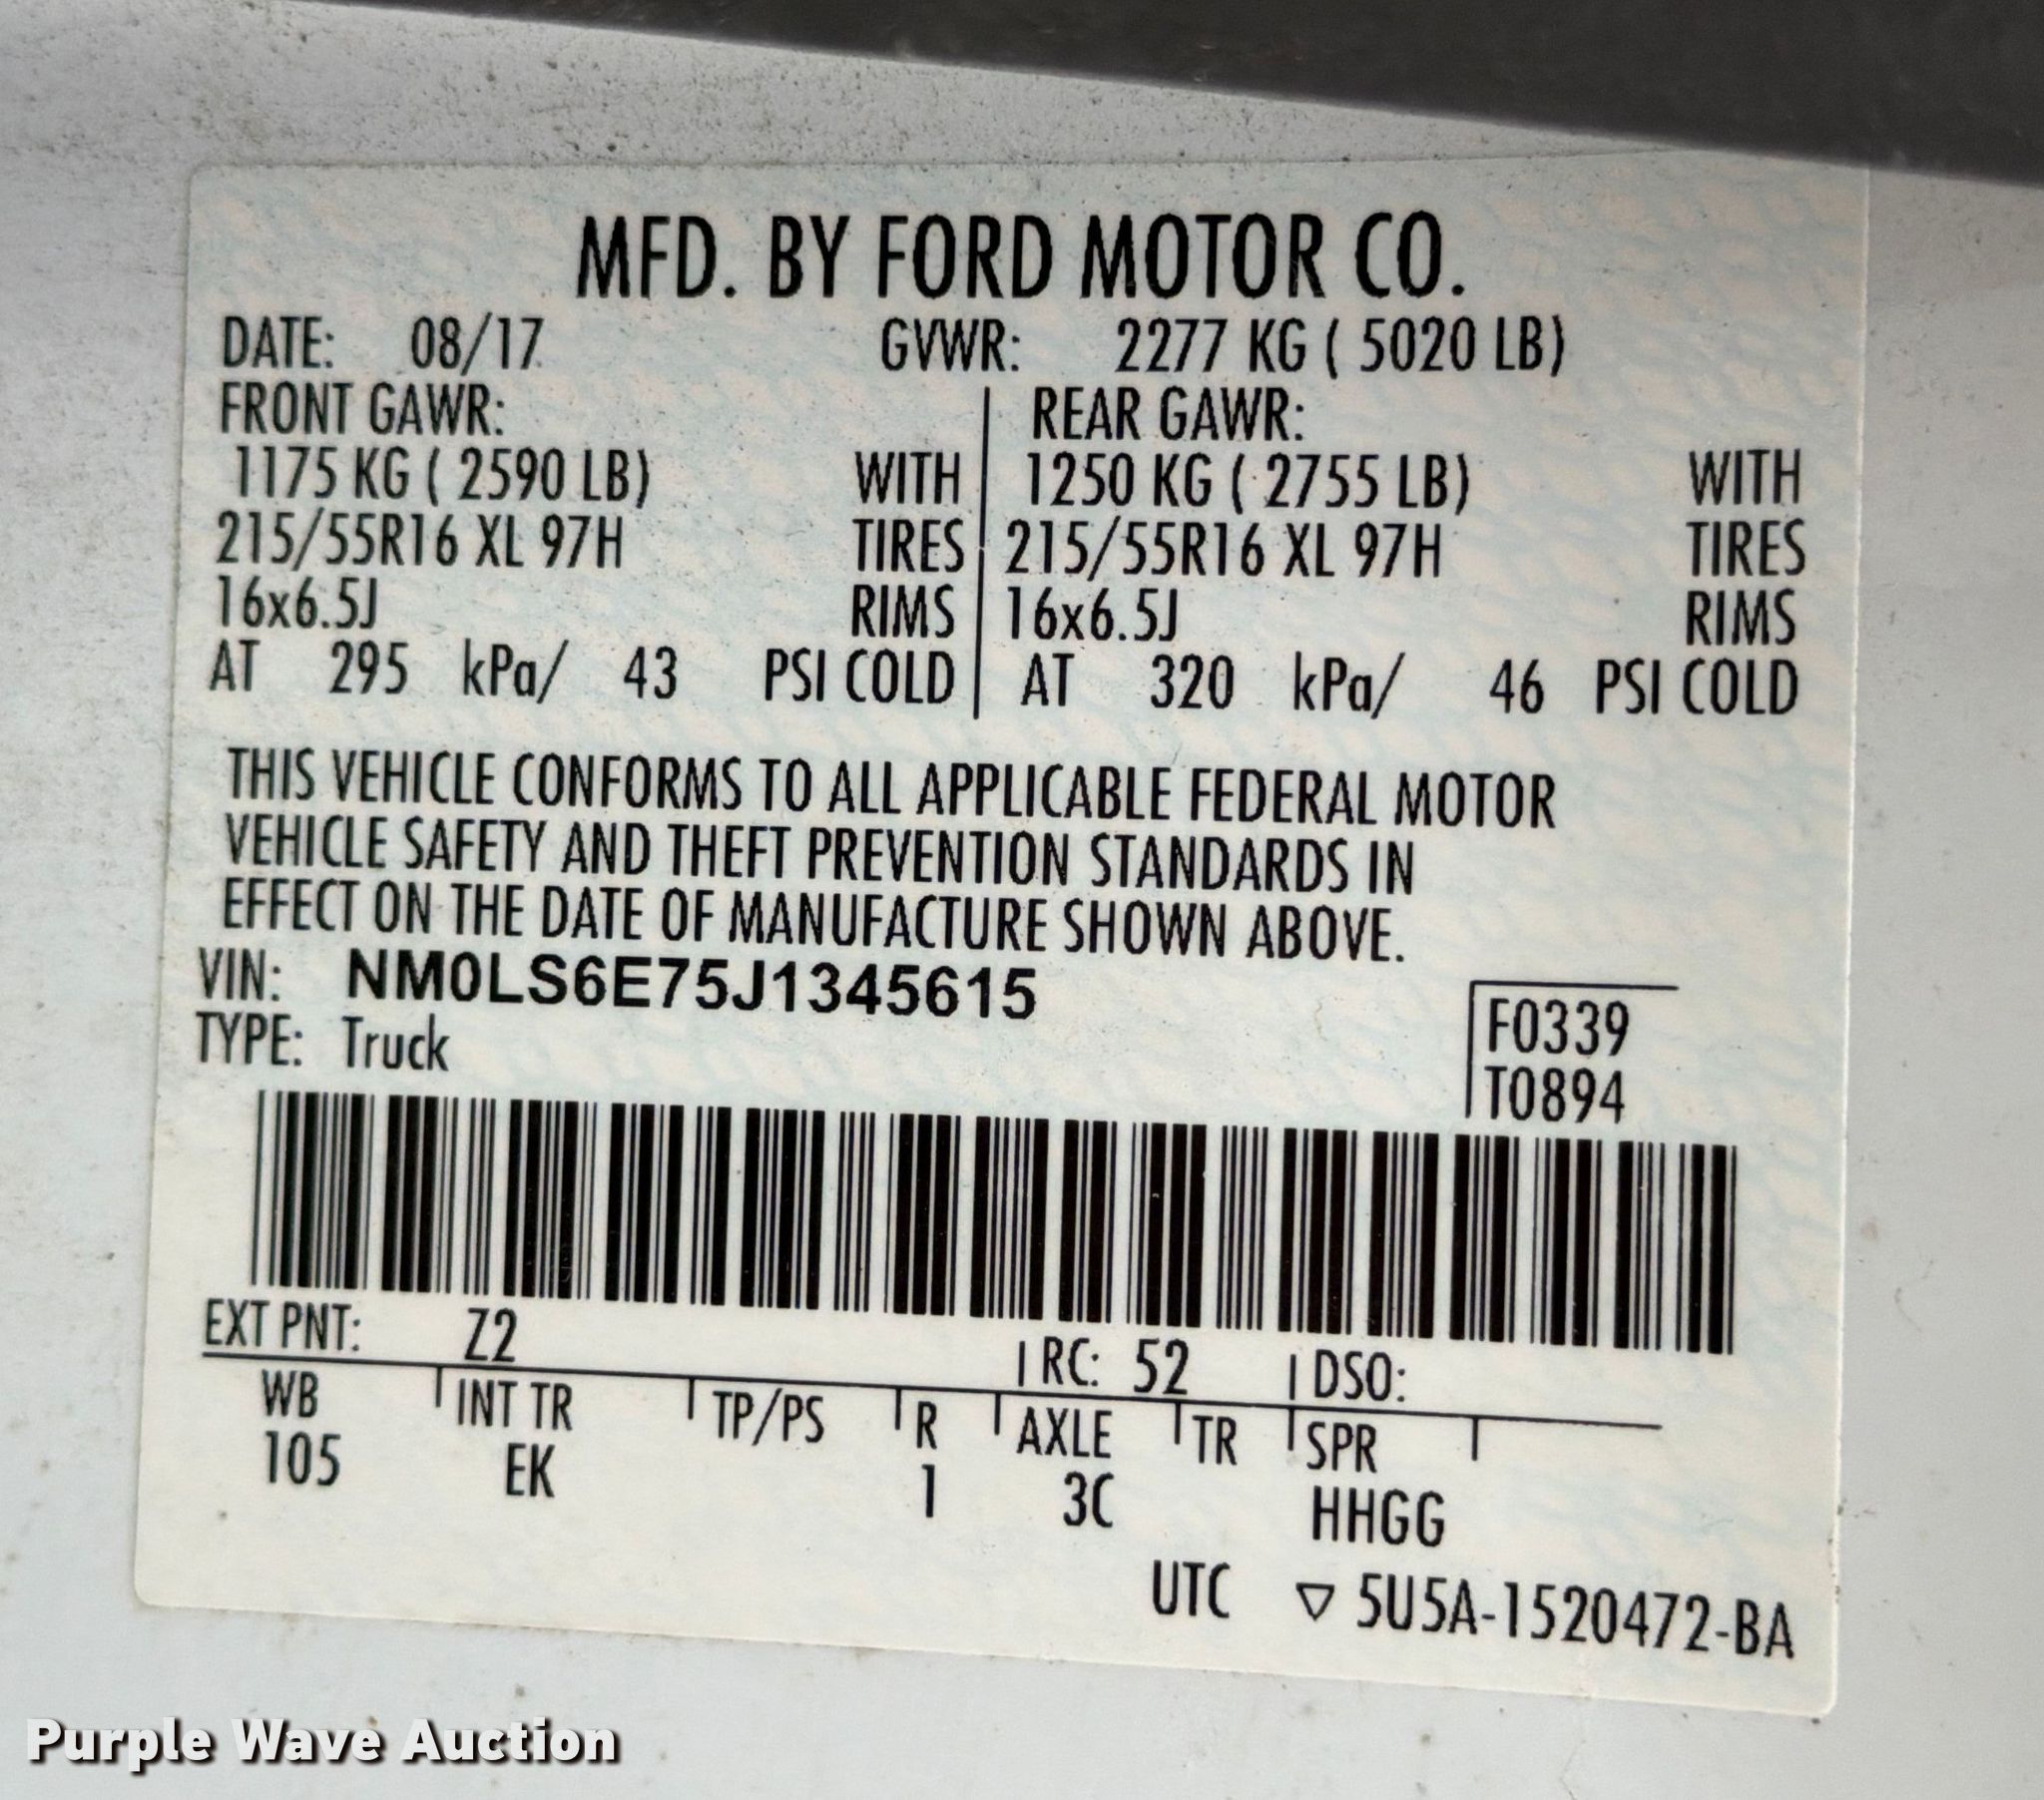 MFD. BY FORD MOTOR CO.
DATE: 08/17 GVWR: 2277 KG ( 5020 LB)
FRONT GAWR: REAR GAWR:
1175 KG ( 2590 LB) WITH 1250 KG ( 2755 LB) WITH
215/55R16 XL 97H TIRES 215/55R16 XL 97H TIRES
16x6.5J RIMS 16x6.5J RIMS
AT 295 kPa/ 43 PSI COLD AT 320 kPa/ 46 PSI COLD
THIS VEHICLE CONFORMS TO ALL APPLICABLE FEDERAL MOTOR
VEHICLE SAFETY AND THEFT PREVENTION STANDARDS IN
EFFECT ON THE DATE OF MANUFACTURE SHOWN ABOVE.
VIN: NM0LS6E75J1345615
TYPE: Truck
F0339
T0894
EXT PNT: Z2 RC: 52 DSO:
WB INT TR TP/PS R AXLE TR SPR
105 EK 1 3C HHGG
UTC ▽ 5U5A-1520472-BA
Purple Wave Auction